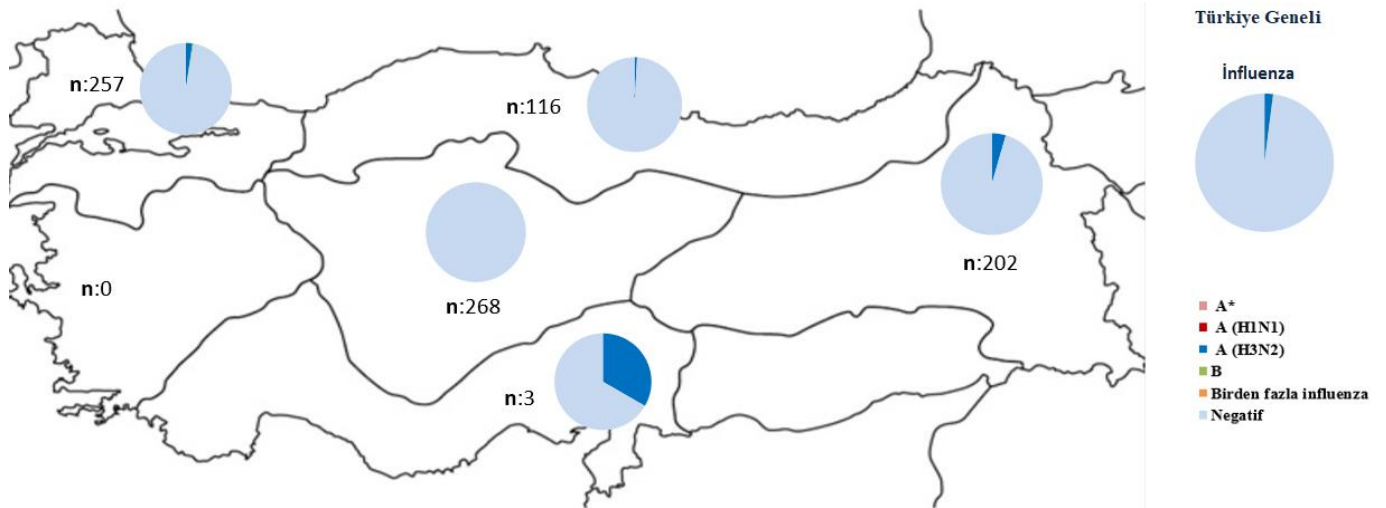 Türkiye Geneli
İnfluenza
n:257
n:116
n:202
n:0
n:268
n:3
A*
A (H1N1)
A (H3N2)
B
Birden fazla influenza
Negatif